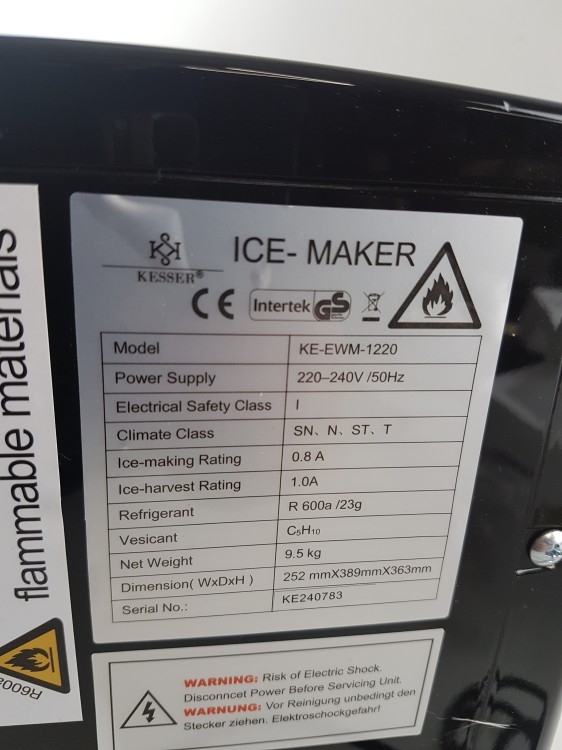 flammable materials
R600a
KH
KESSER®
ICE- MAKER
CE Intertek GS
Model KE-EWM-1220
Power Supply 220–240V /50Hz
Electrical Safety Class I
Climate Class SN、N、ST、T
Ice-making Rating 0.8 A
Ice-harvest Rating 1.0A
Refrigerant R 600a /23g
Vesicant C₅H₁₀
Net Weight 9.5 kg
Dimension( WxDxH ) 252 mmX389mmX363mm
Serial No.: KE240783
WARNING: Risk of Electric Shock.
Disconncet Power Before Servicing Unit.
WARNUNG: Vor Reinigung unbedingt den
Stecker ziehen. Elektroschockgefahr!